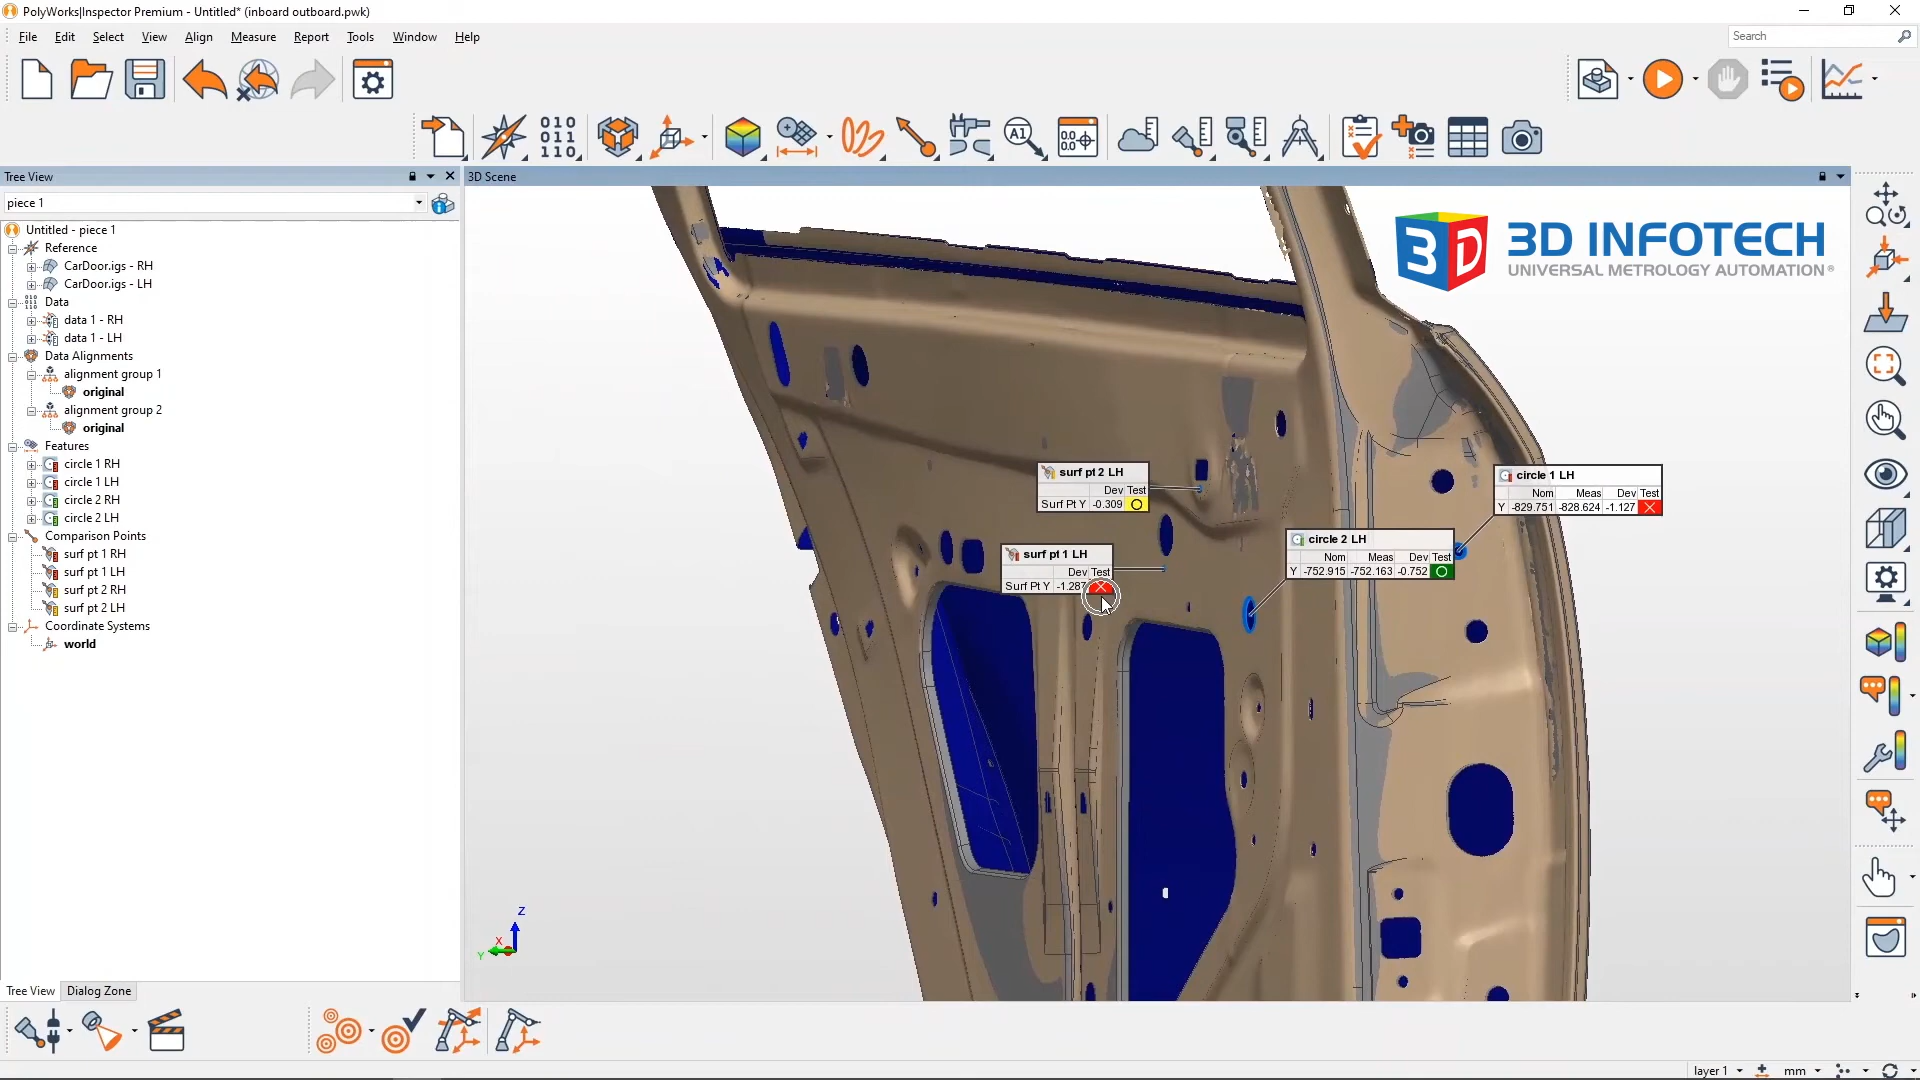 PolyWorks|Inspector Premium - Untitled* (inboard outboard.pwk)
File Edit Select View Align Measure Report Tools Window Help
Search
010
110
A1
0.0
Tree View
3D Scene
piece 1
Untitled - piece 1
Reference
CarDoor.igs - RH
CarDoor.igs - LH
Data
data 1 - RH
data 1 - LH
Data Alignments
alignment group 1
original
alignment group 2
original
Features
circle 1 RH
circle 1 LH
circle 2 RH
circle 2 LH
Comparison Points
surf pt 1 RH
surf pt 1 LH
surf pt 2 RH
surf pt 2 LH
Coordinate Systems
world
3D 3D INFOTECH
UNIVERSAL METROLOGY AUTOMATION®
surf pt 2 LH
Dev Test
Surf Pt Y -0.309
circle 1 LH
Nom Meas Dev Test
Y -829.751 -828.624 -1.127
circle 2 LH
Nom Meas Dev Test
Y -752.915 -752.163 -0.752
surf pt 1 LH
Dev Test
Surf Pt Y -1.287
Z
X
Y
Tree View Dialog Zone
layer 1 mm